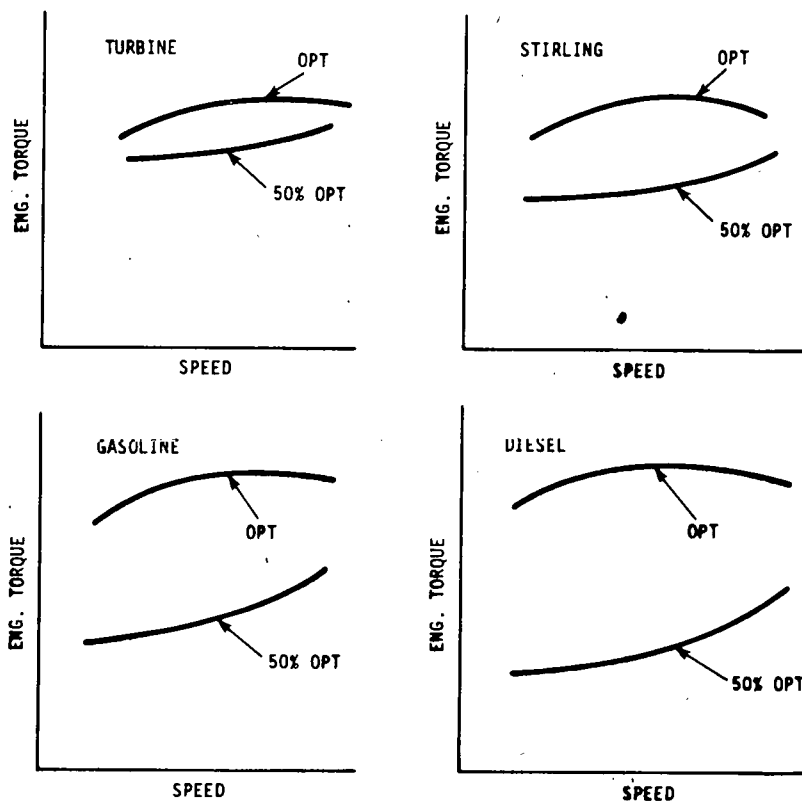 TURBINE
OPT
ENG. TORQUE
50% OPT
SPEED
STIRLING
OPT
ENG. TORQUE
50% OPT
SPEED
GASOLINE
OPT
ENG. TORQUE
50% OPT
SPEED
DIESEL
OPT
ENG. TORQUE
50% OPT
SPEED